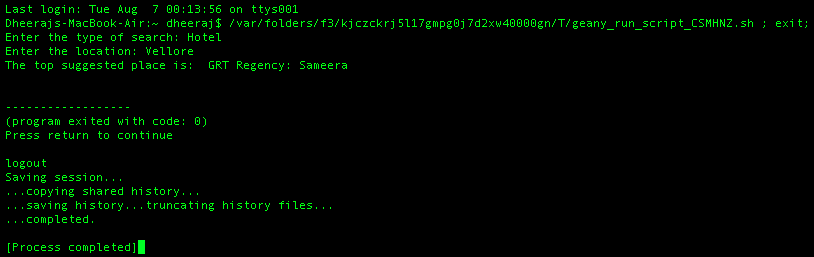 Last login: Tue Aug  7 00:13:56 on ttys001
Dheerajs-MacBook-Air:~ dheeraj$ /var/folders/f3/kjczckrj5l17gmpg0j7d2xw40000gn/T/geany_run_script_CSMHNZ.sh ; exit;
Enter the type of search: Hotel
Enter the location: Vellore
The top suggested place is:  GRT Regency: Sameera
------------------
(program exited with code: 0)
Press return to continue
logout
Saving session...
...copying shared history...
...saving history...truncating history files...
...completed.
[Process completed]